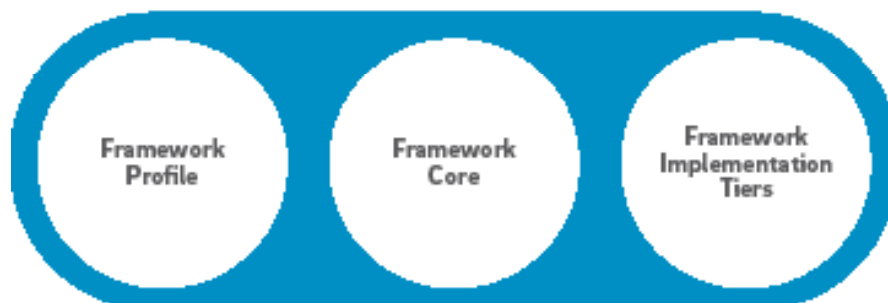 Framework
Profile
Framework
Core
Framework
Implementation
Tiers